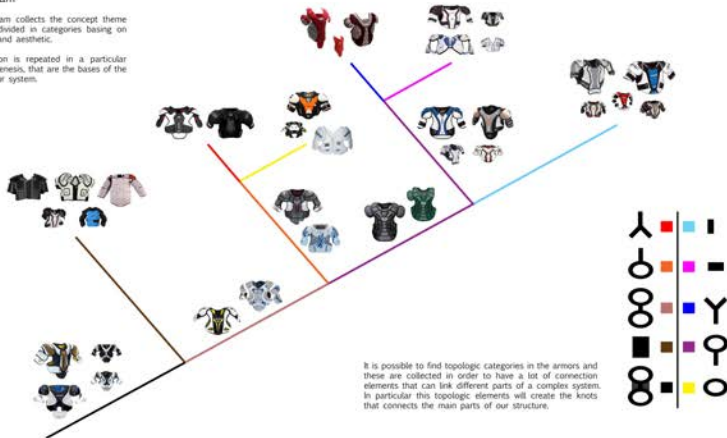 am collects the concept theme
divided in categories basing on
and aesthetic.
on is repeated in a particular
enesis, that are the bases of the
r system.
It is possible to find topologic categories in the armors and
these are collected in order to have a lot of connection
elements that can link different parts of a complex system.
In particular this topologic elements will create the knots
that connects the main parts of our structure.